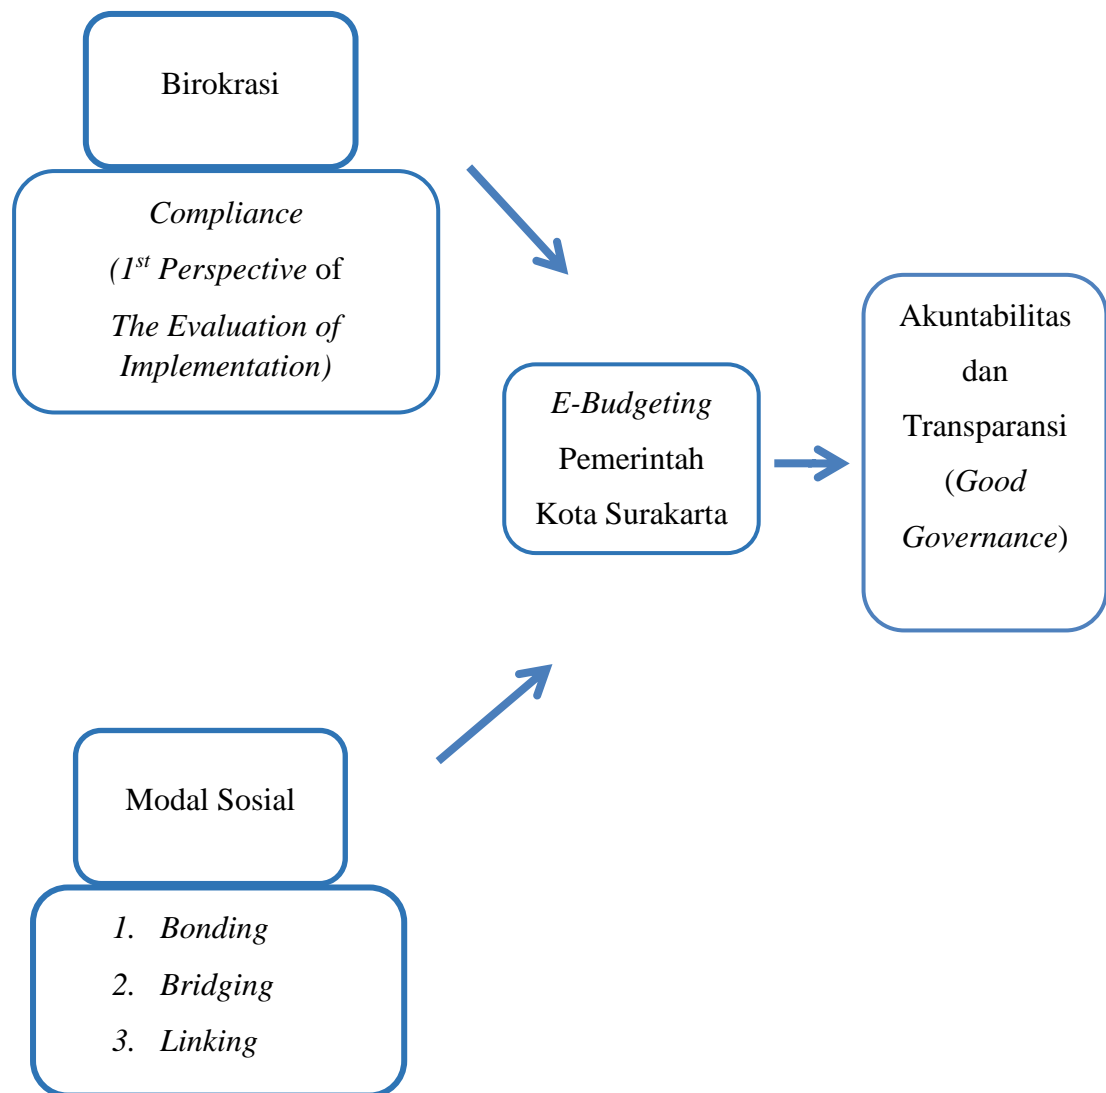 Birokrasi
Compliance
(1st Perspective of
The Evaluation of
Implementation)
E-Budgeting
Pemerintah
Kota Surakarta
Akuntabilitas
dan
Transparansi
(Good
Governance)
Modal Sosial
1. Bonding
2. Bridging
3. Linking